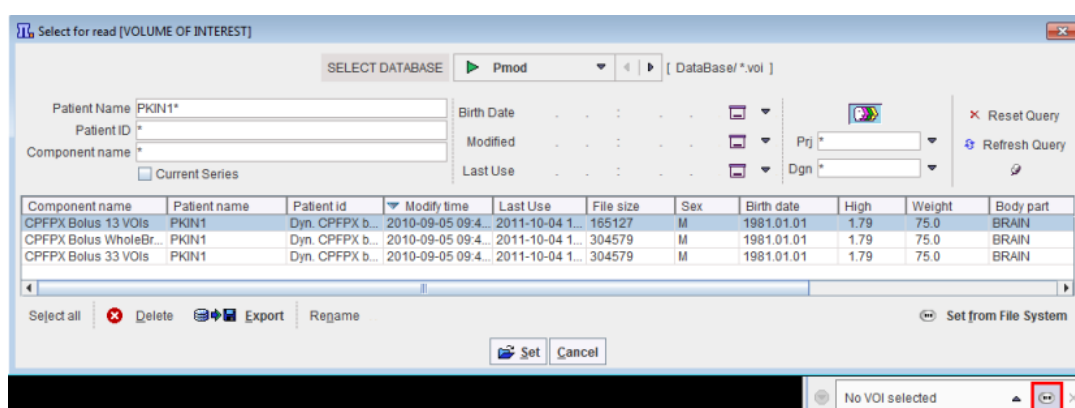 Select for read [VOLUME OF INTEREST]
SELECT DATABASE Pmod [ DataBase/ *.voi ]
Patient Name PKIN1* Birth Date . . : . . Reset Query
Patient ID * Modified . . : . . Prj * Refresh Query
Component name * Last Use . . : . . Dgn *
Current Series
Component name Patient name Patient id Modify time Last Use File size Sex Birth date High Weight Body part
CPFPX Bolus 13 VOIs PKIN1 Dyn. CPFPX b... 2010-09-05 09:4... 2011-10-04 1... 165127 M 1981.01.01 1.79 75.0 BRAIN
CPFPX Bolus WholeBr... PKIN1 Dyn. CPFPX b... 2010-09-05 09:4... 2011-10-04 1... 304579 M 1981.01.01 1.79 75.0 BRAIN
CPFPX Bolus 33 VOIs PKIN1 Dyn. CPFPX b... 2010-09-05 09:4... 2011-10-04 1... 304579 M 1981.01.01 1.79 75.0 BRAIN
Select all Delete Export Rename Set from File System
Set Cancel
No VOI selected